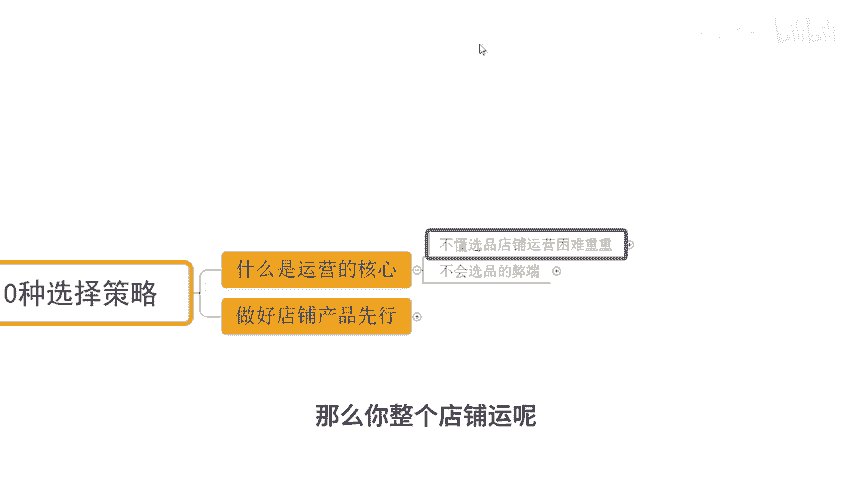 bilibili
不懂选品店铺运营困难重重
什么是运营的核心
不会选品的弊端
0种选择策略
做好店铺产品先行
那么你整个店铺运呢